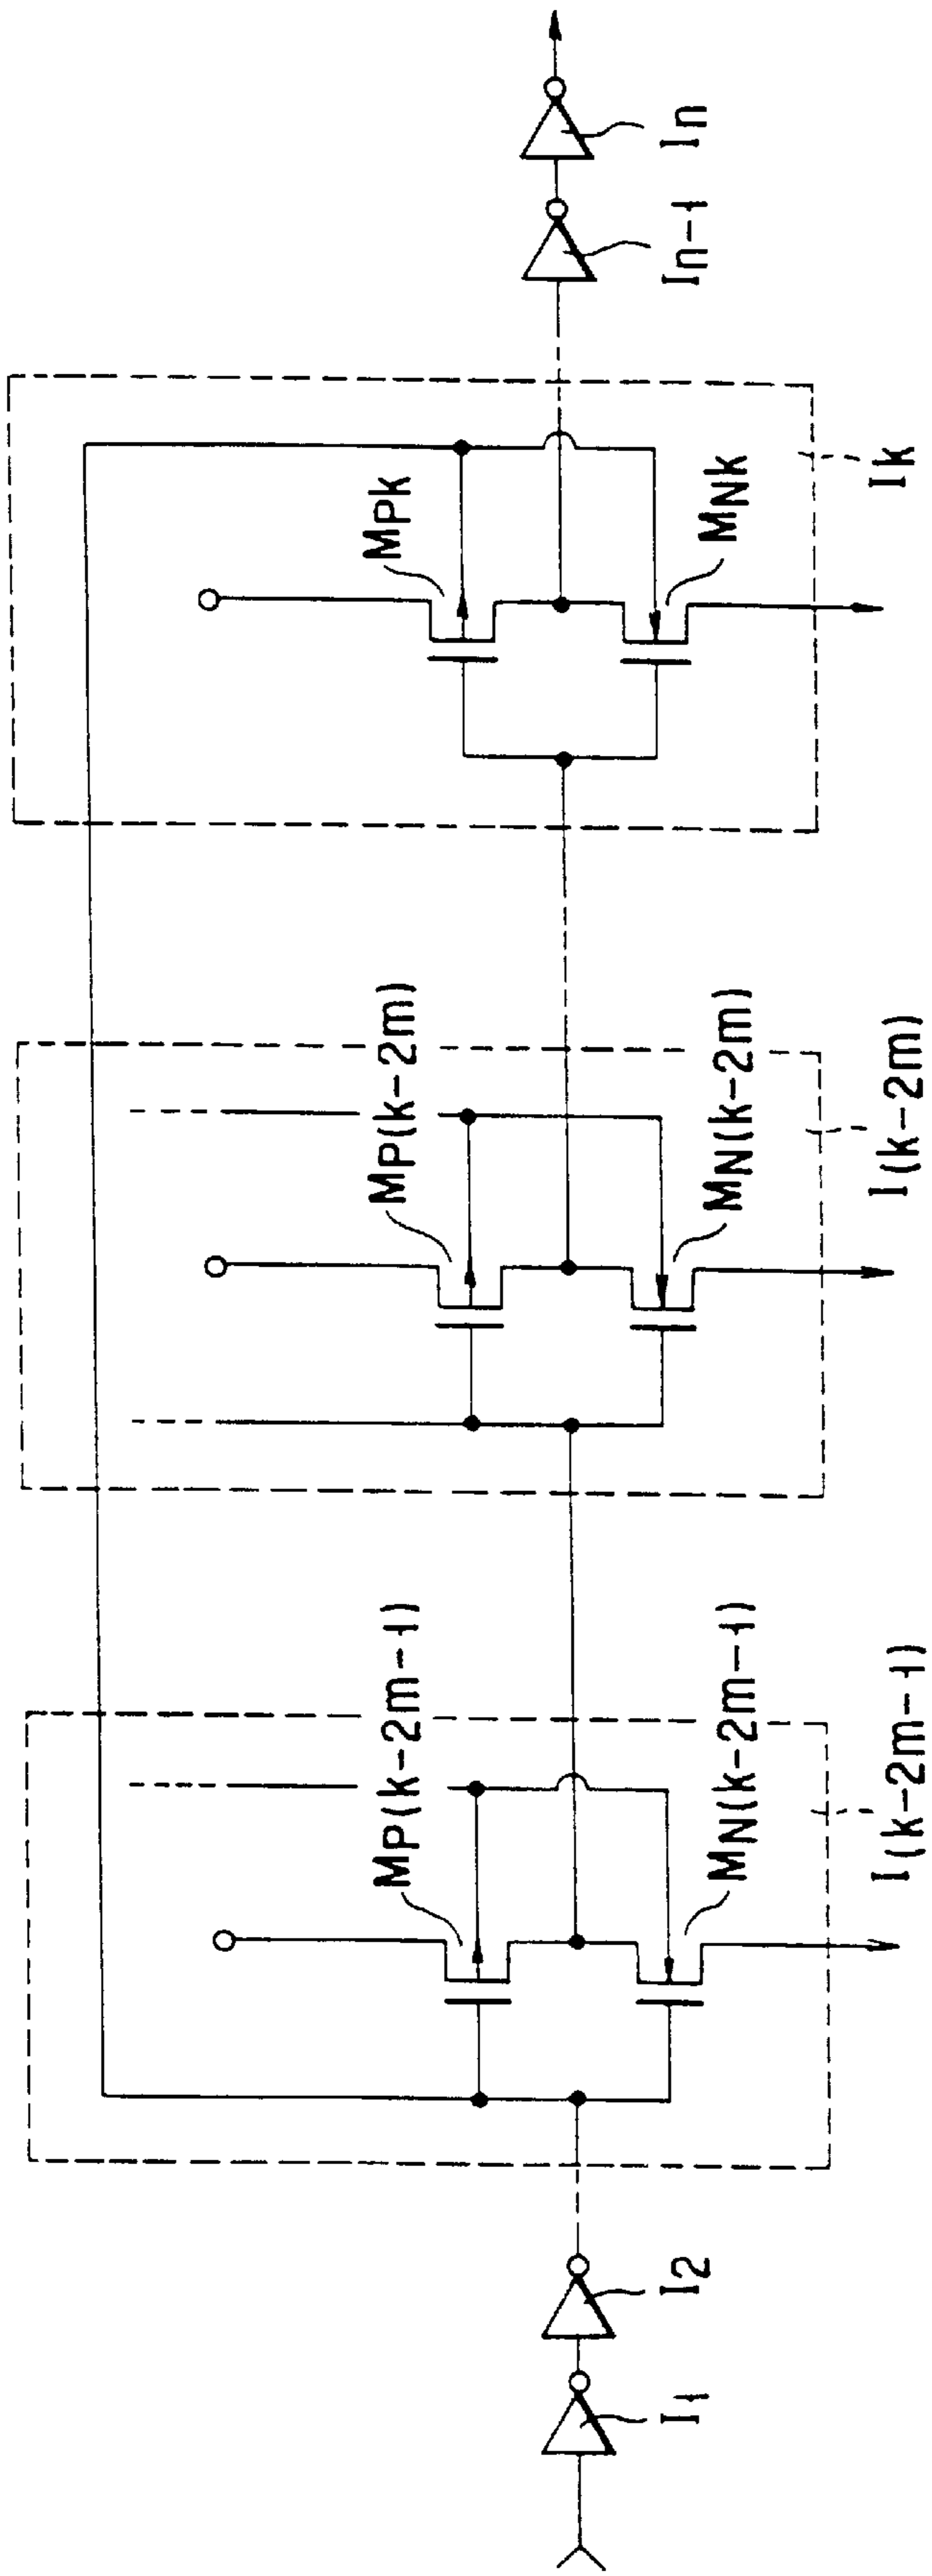 I1
I2
MP(k-2m-1)
MN(k-2m-1)
I(k-2m-1)
MP(k-2m)
MN(k-2m)
I(k-2m)
MPk
MNk
Ik
In-1
In